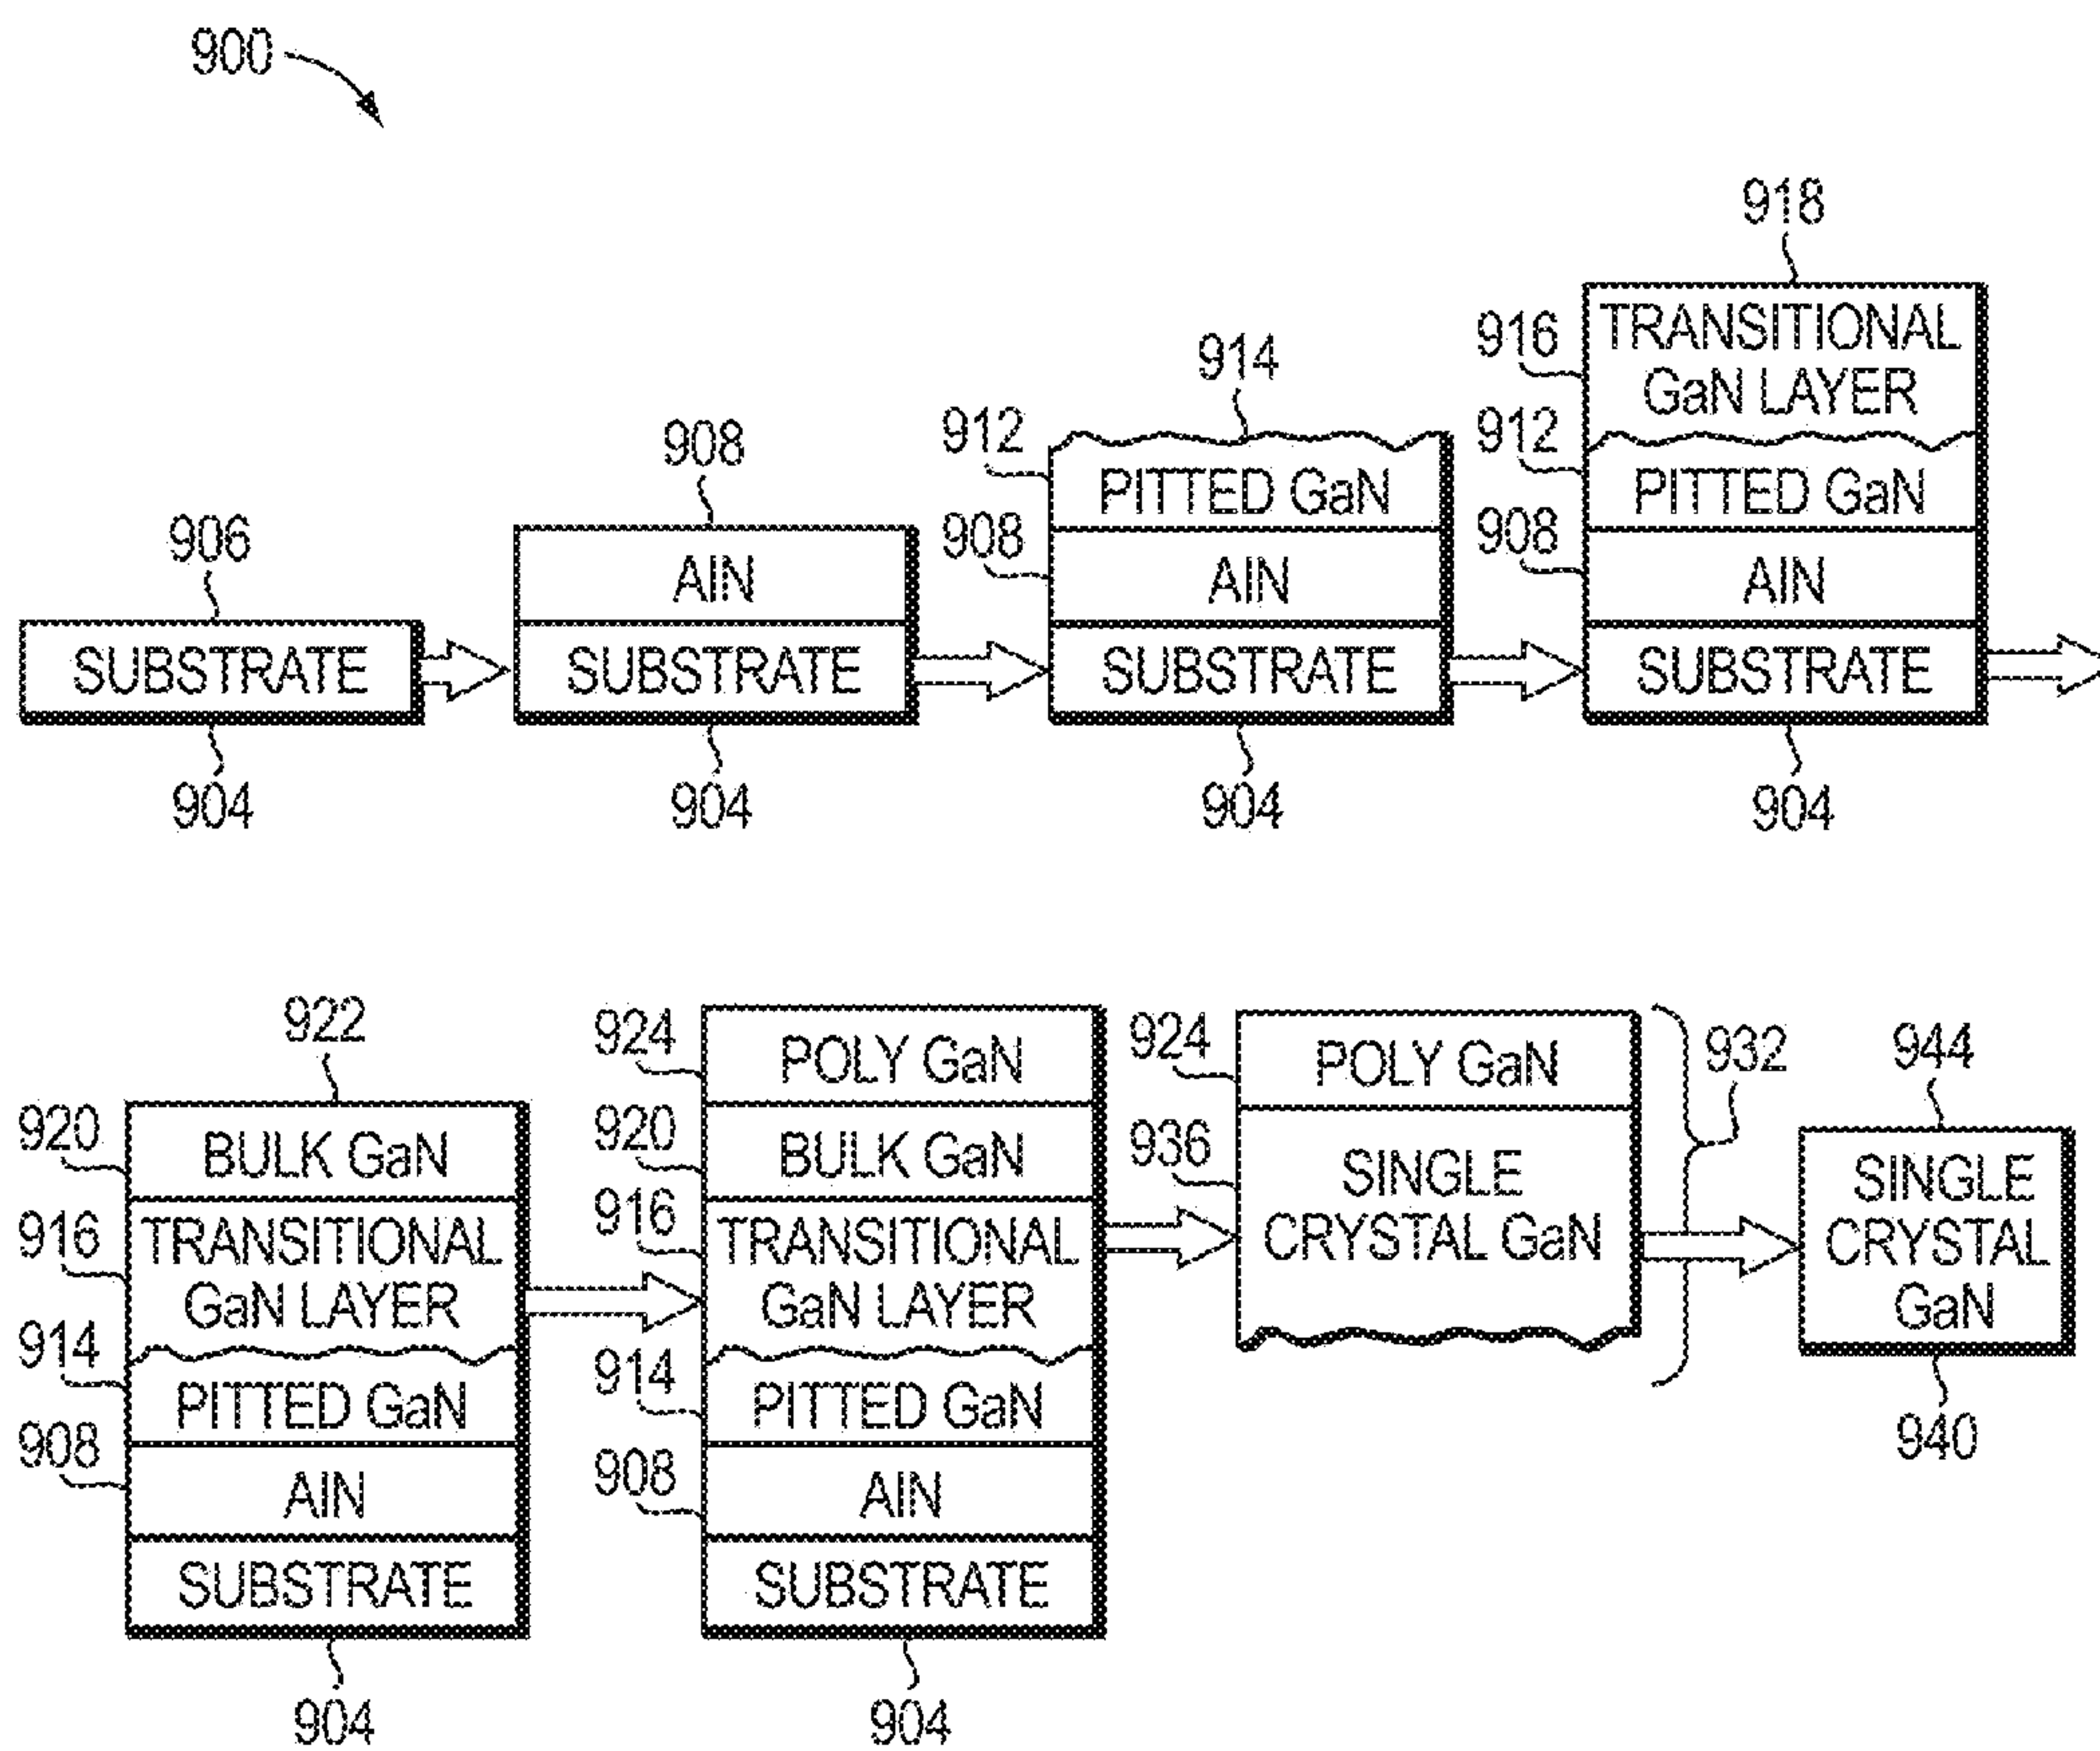 900
906
SUBSTRATE
904
908
AlN
SUBSTRATE
904
914
912
PITTED GaN
908
AlN
SUBSTRATE
904
918
916
TRANSITIONAL
GaN LAYER
912
PITTED GaN
908
AlN
SUBSTRATE
904
922
920
BULK GaN
916
TRANSITIONAL
GaN LAYER
914
PITTED GaN
908
AlN
SUBSTRATE
904
924
POLY GaN
920
BULK GaN
916
TRANSITIONAL
GaN LAYER
914
PITTED GaN
908
AlN
SUBSTRATE
904
924
POLY GaN
936
SINGLE
CRYSTAL GaN
932
944
SINGLE
CRYSTAL
GaN
940